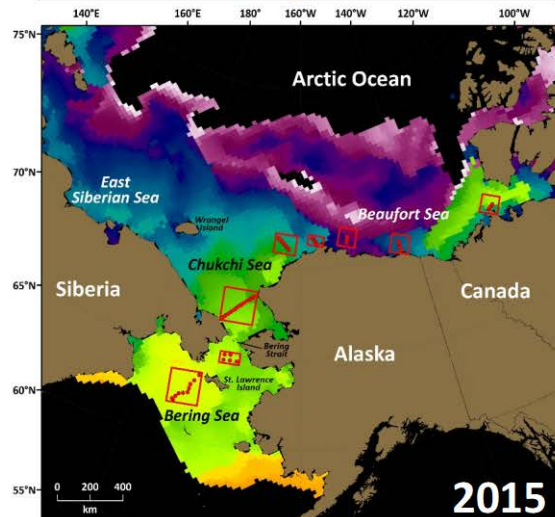 140°E 160°E 180° 160°W 140°W 120°W 100°W
75°N
Arctic Ocean
70°N
East
Siberian Sea
Wrangel
Island
Beaufort Sea
Chukchi Sea
65°N
Siberia
Canada
Bering
Strait
Alaska
St. Lawrence
Island
60°N
Bering Sea
0 200 400
km
55°N
2015